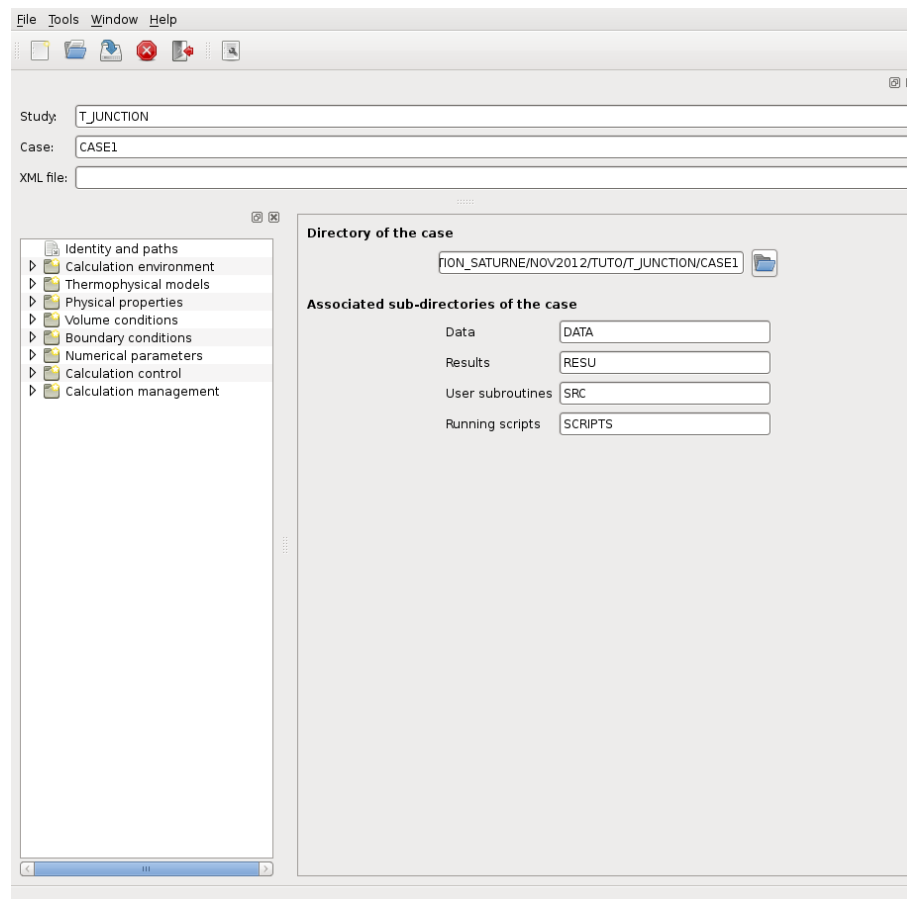 File Tools Window Help
Study: T_JUNCTION
Case: CASE1
XML file:
Identity and paths
Calculation environment
Thermophysical models
Physical properties
Volume conditions
Boundary conditions
Numerical parameters
Calculation control
Calculation management
Directory of the case
TION_SATURNE/NOV2012/TUTO/T_JUNCTION/CASE1
Associated sub-directories of the case
Data DATA
Results RESU
User subroutines SRC
Running scripts SCRIPTS